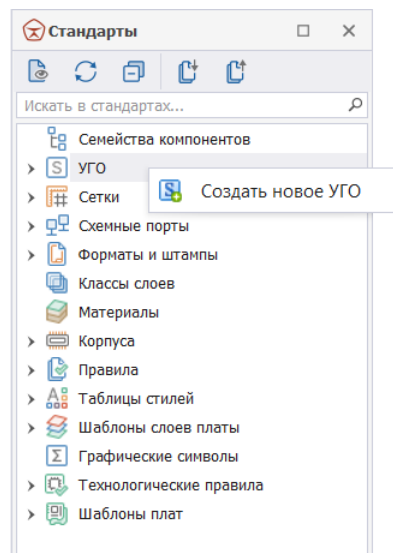 Стандарты
Искать в стандартах...
Семейства компонентов
УГО
Создать новое УГО
Сетки
Схемные порты
Форматы и штампы
Классы слоев
Материалы
Корпуса
Правила
Таблицы стилей
Шаблоны слоев платы
Графические символы
Технологические правила
Шаблоны плат